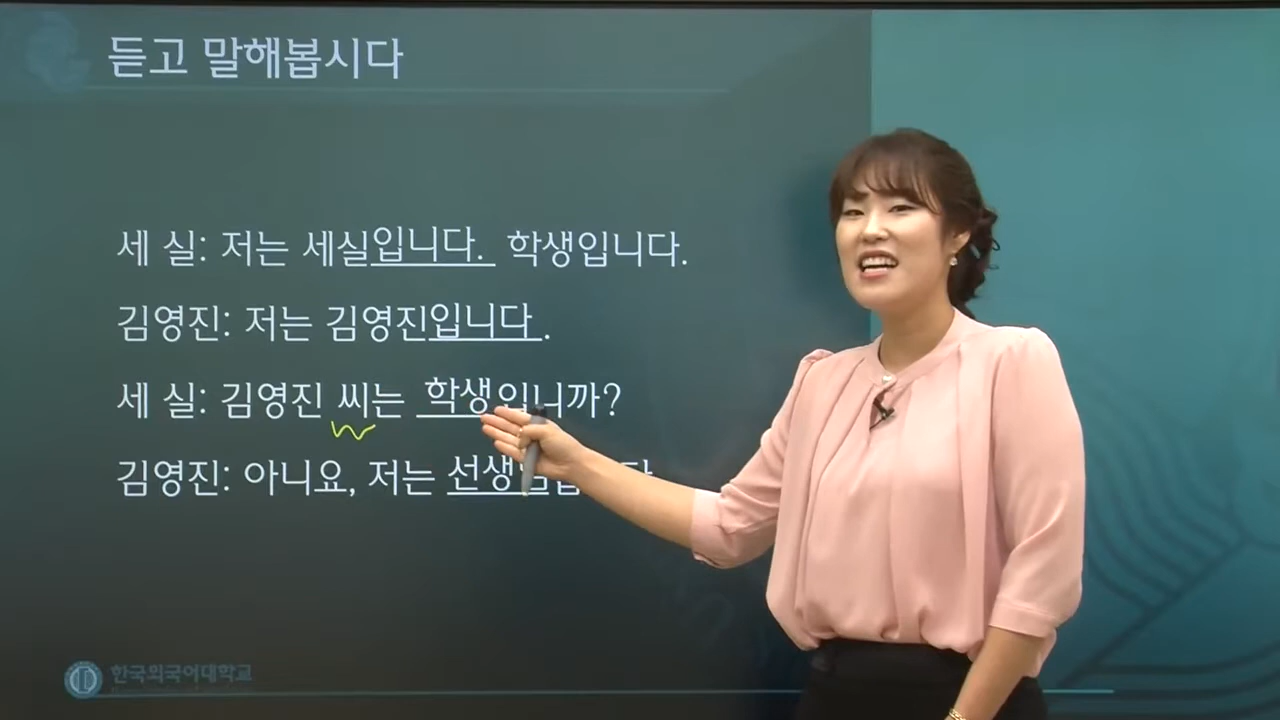 듣고 말해봅시다
세 실: 저는 세실입니다. 학생입니다.
김영진: 저는 김영진입니다.
세 실: 김영진 씨는 학생입니까?
김영진: 아니요, 저는
한국외국어대학교